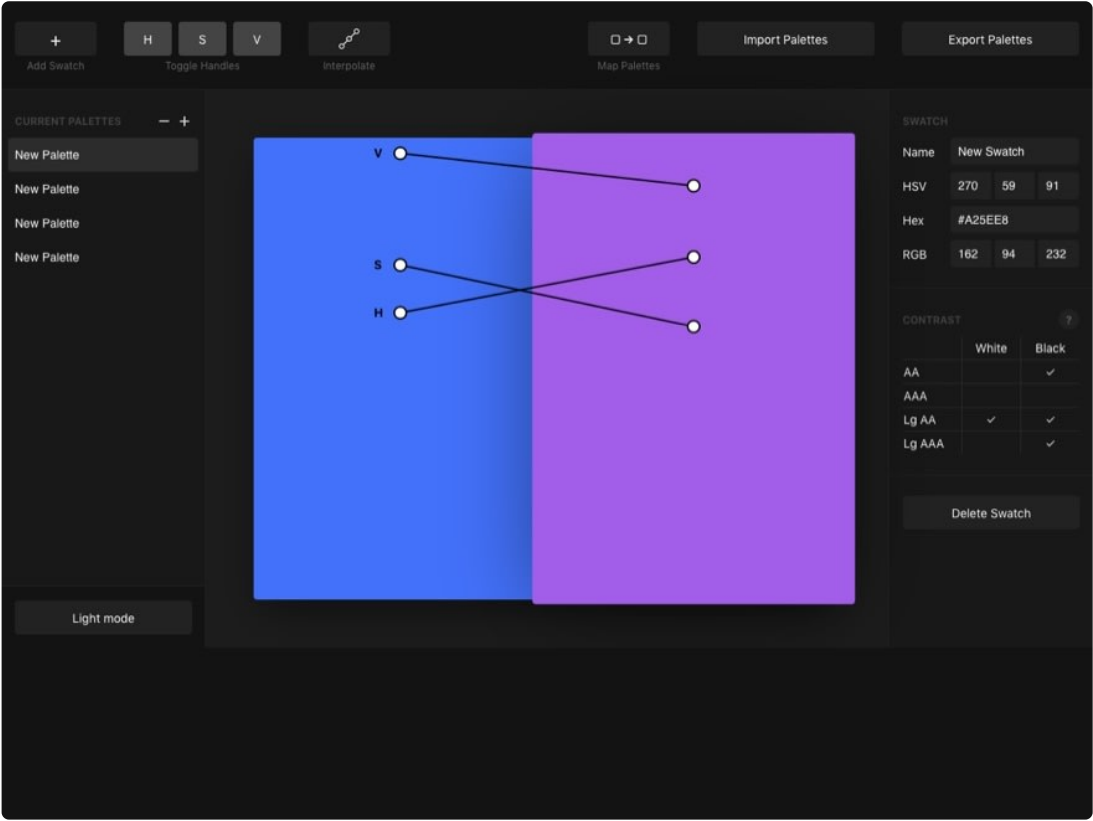 + H S V Import Palettes Export Palettes
Add Swatch Toggle Handles Interpolate Map Palettes
CURRENT PALETTES − +
New Palette
New Palette
New Palette
New Palette
Light mode
V
S
H
SWATCH
Name New Swatch
HSV 270 59 91
Hex #A25EE8
RGB 162 94 232
CONTRAST ?
White Black
AA ✓
AAA
Lg AA ✓ ✓
Lg AAA ✓
Delete Swatch